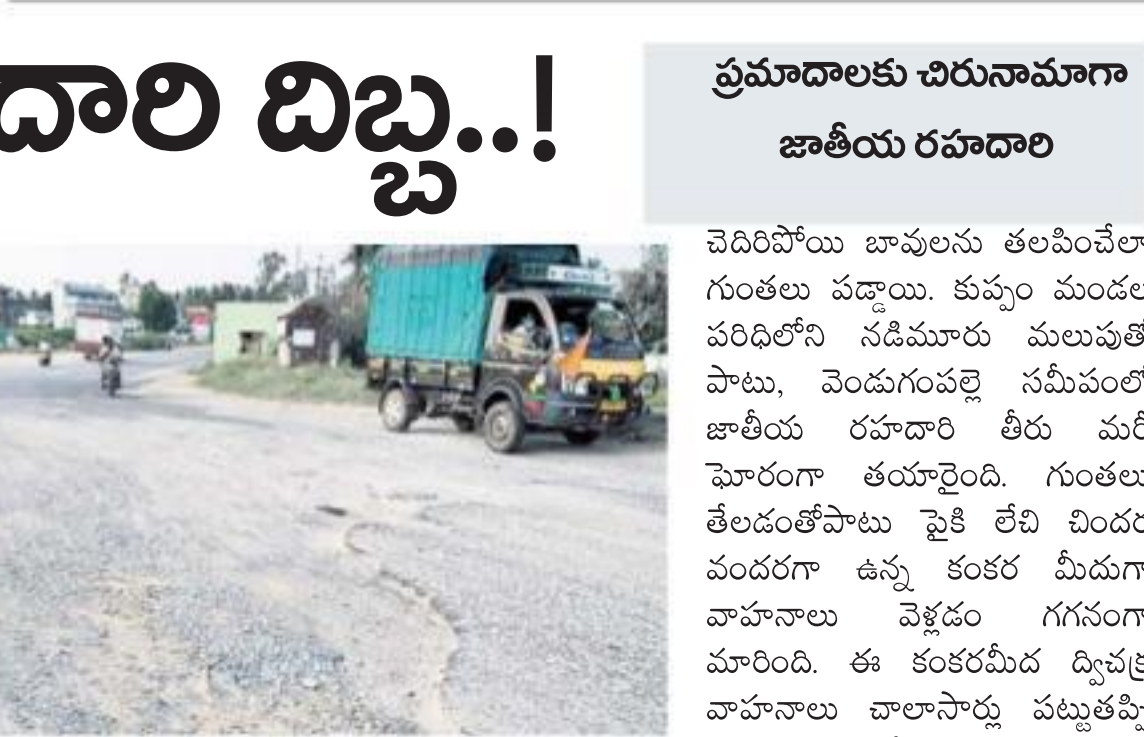 దారి దిబ్బ..!
ప్రమాదాలకు చిరునామాగా
జాతీయ రహదారి
చెదిరిపోయి బావులను తలపించేలా
గుంతలు పడ్డాయి. కుప్పం మండల
పరిధిలోని నడిమూరు మలుపుతో
పాటు, వెండుగంపల్లె సమీపంలో
జాతీయ రహదారి తీరు మరీ
ఘోరంగా తయారైంది. గుంతలు
తేలడంతోపాటు పైకి లేచి చిందర
వందరగా ఉన్న కంకర మీదుగా
వాహనాలు వెళ్లడం గగనంగా
మారింది. ఈ కంకరమీద ద్విచక్ర
వాహనాలు చాలాసార్లు పట్టుతప్పి